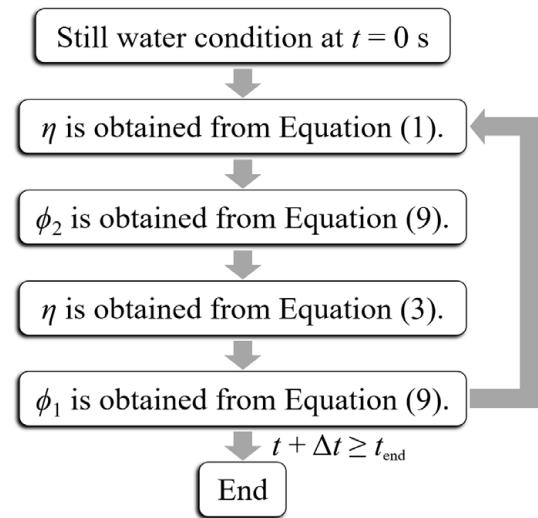 Still water condition at t = 0 s
η is obtained from Equation (1).
ϕ₂ is obtained from Equation (9).
η is obtained from Equation (3).
ϕ₁ is obtained from Equation (9).
t + Δt ≥ t_end
End